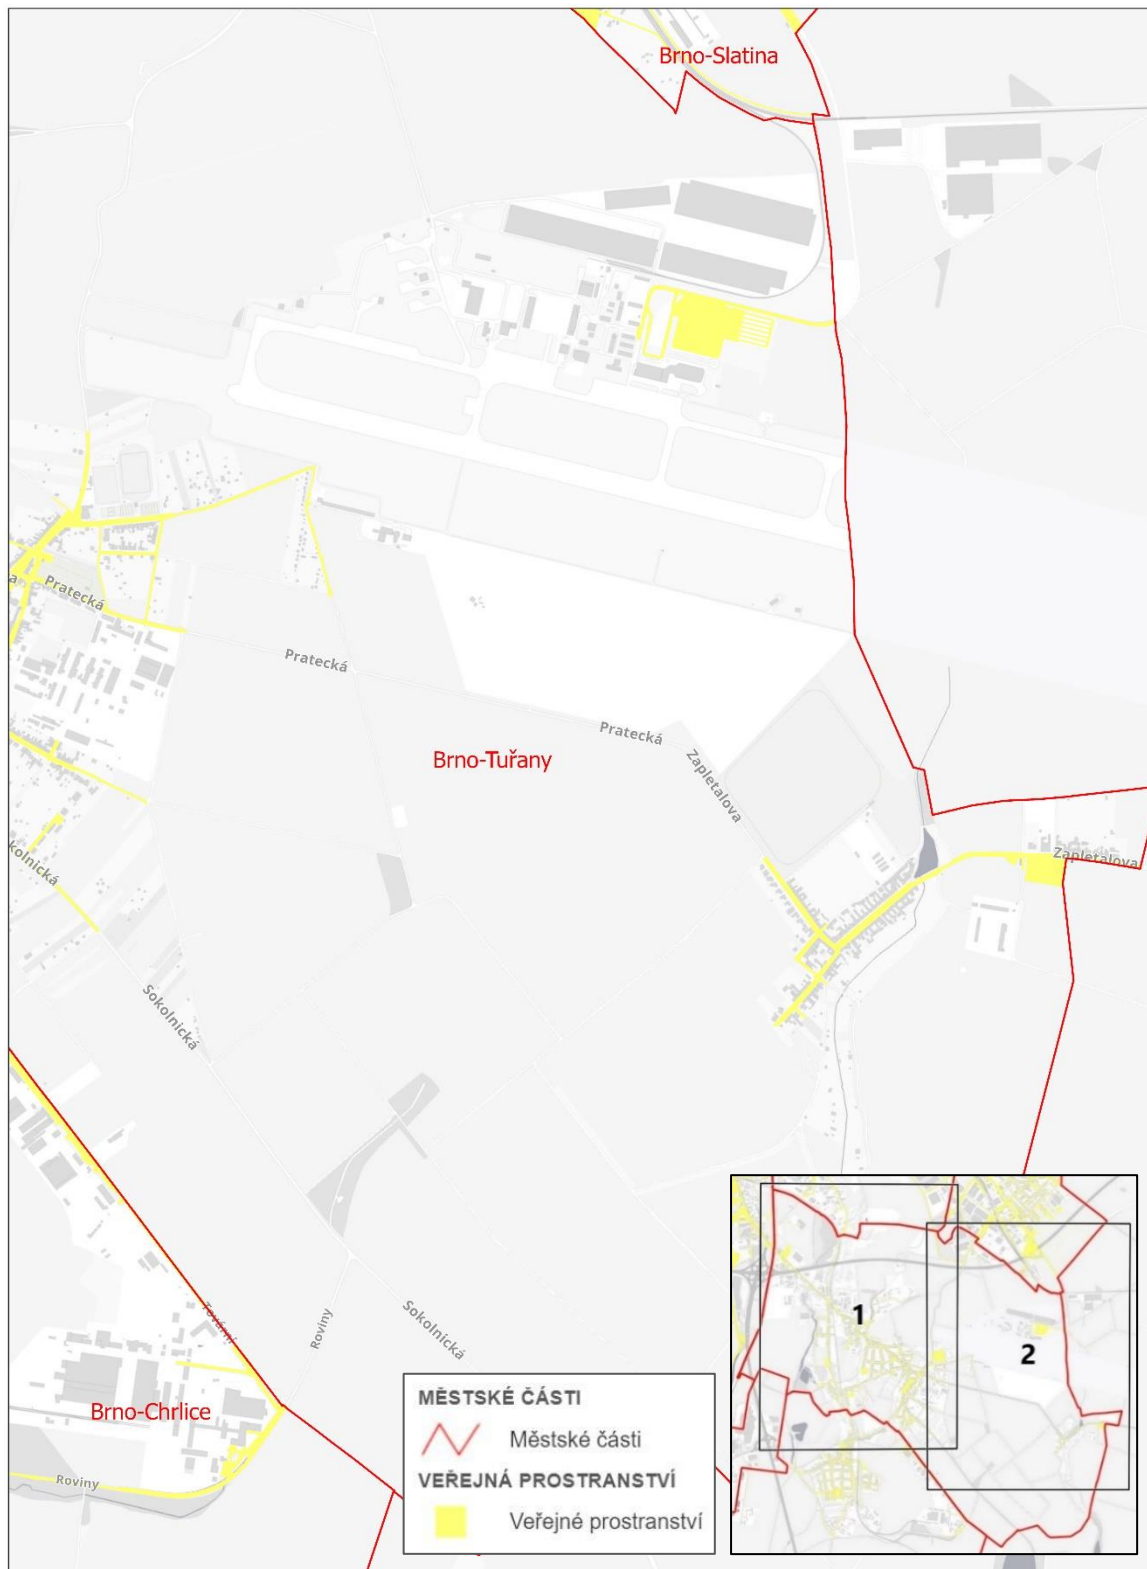 Brno-Slatina
a
Pratecká
Pratecká
Pratecká
Zapletalova
Brno-Tuřany
Zapletalova
kolnická
Sokolnická
Tovární
Roviny
Sokolnická
Brno-Chrlice
Roviny
MĚSTSKÉ ČÁSTI
Městské části
VEŘEJNÁ PROSTRANSTVÍ
Veřejné prostranství
1
2